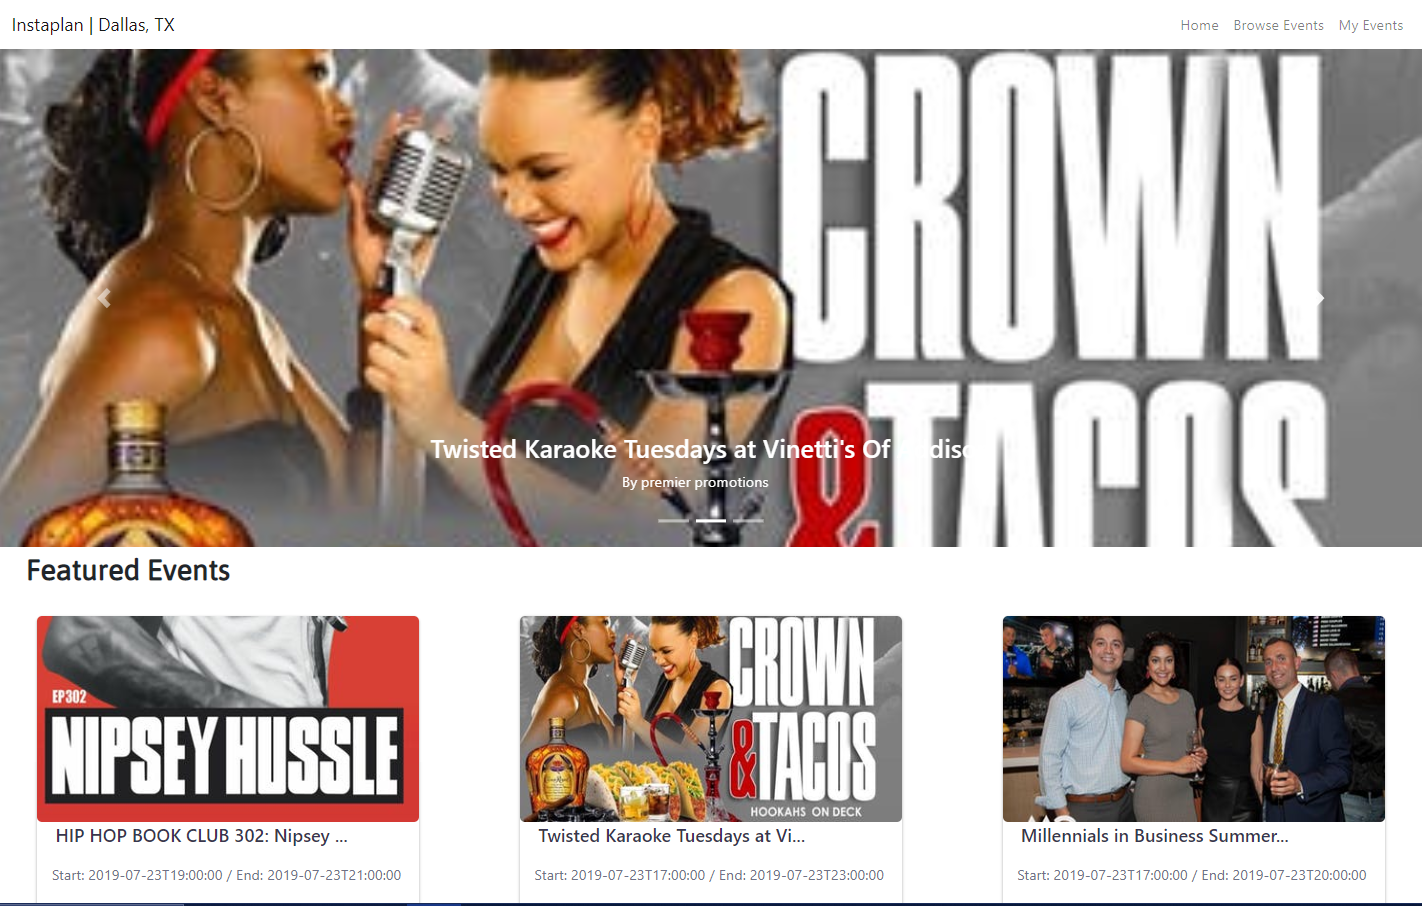 Instaplan | Dallas, TX
Home Browse Events My Events
CROWN
& TACOS
Twisted Karaoke Tuesdays at Vinetti's Of
By premier promotions
Featured Events
EP302
NIPSEY HUSSLE
CROWN
& TACOS
HOOKAHS ON DECK
HIP HOP BOOK CLUB 302: Nipsey ...
Twisted Karaoke Tuesdays at Vi...
Millennials in Business Summer...
Start: 2019-07-23T19:00:00 / End: 2019-07-23T21:00:00
Start: 2019-07-23T17:00:00 / End: 2019-07-23T23:00:00
Start: 2019-07-23T17:00:00 / End: 2019-07-23T20:00:00